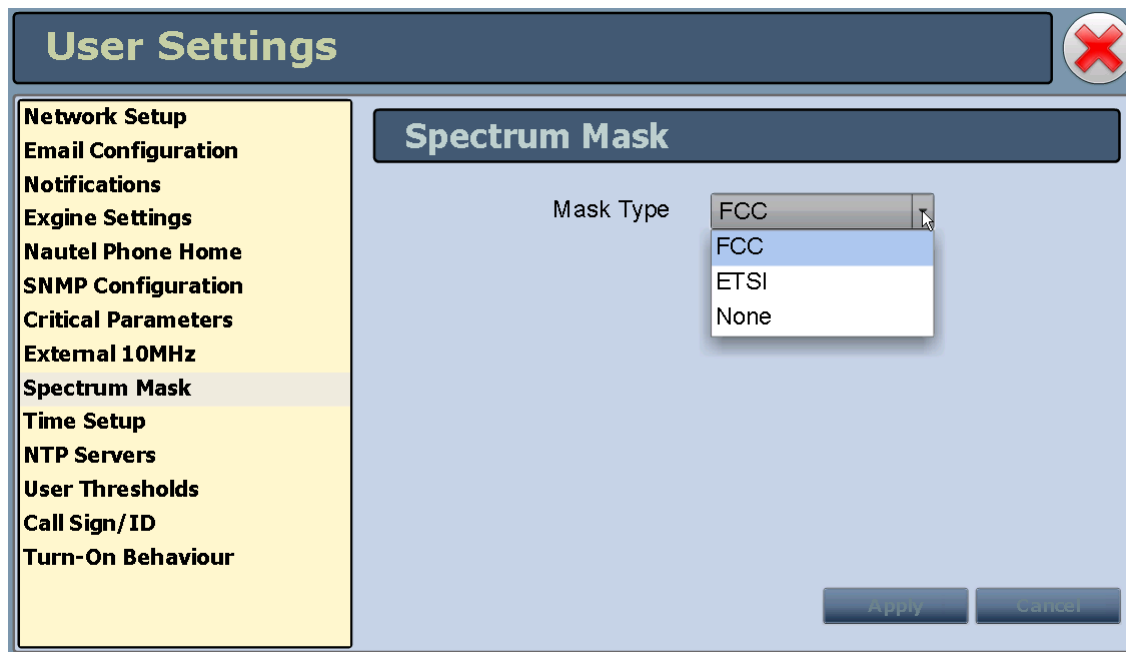 User Settings
Network Setup
Email Configuration
Notifications
Exgine Settings
Nautel Phone Home
SNMP Configuration
Critical Parameters
External 10MHz
Spectrum Mask
Time Setup
NTP Servers
User Thresholds
Call Sign/ID
Turn-On Behaviour
Spectrum Mask
Mask Type FCC
FCC
ETSI
None
Apply Cancel